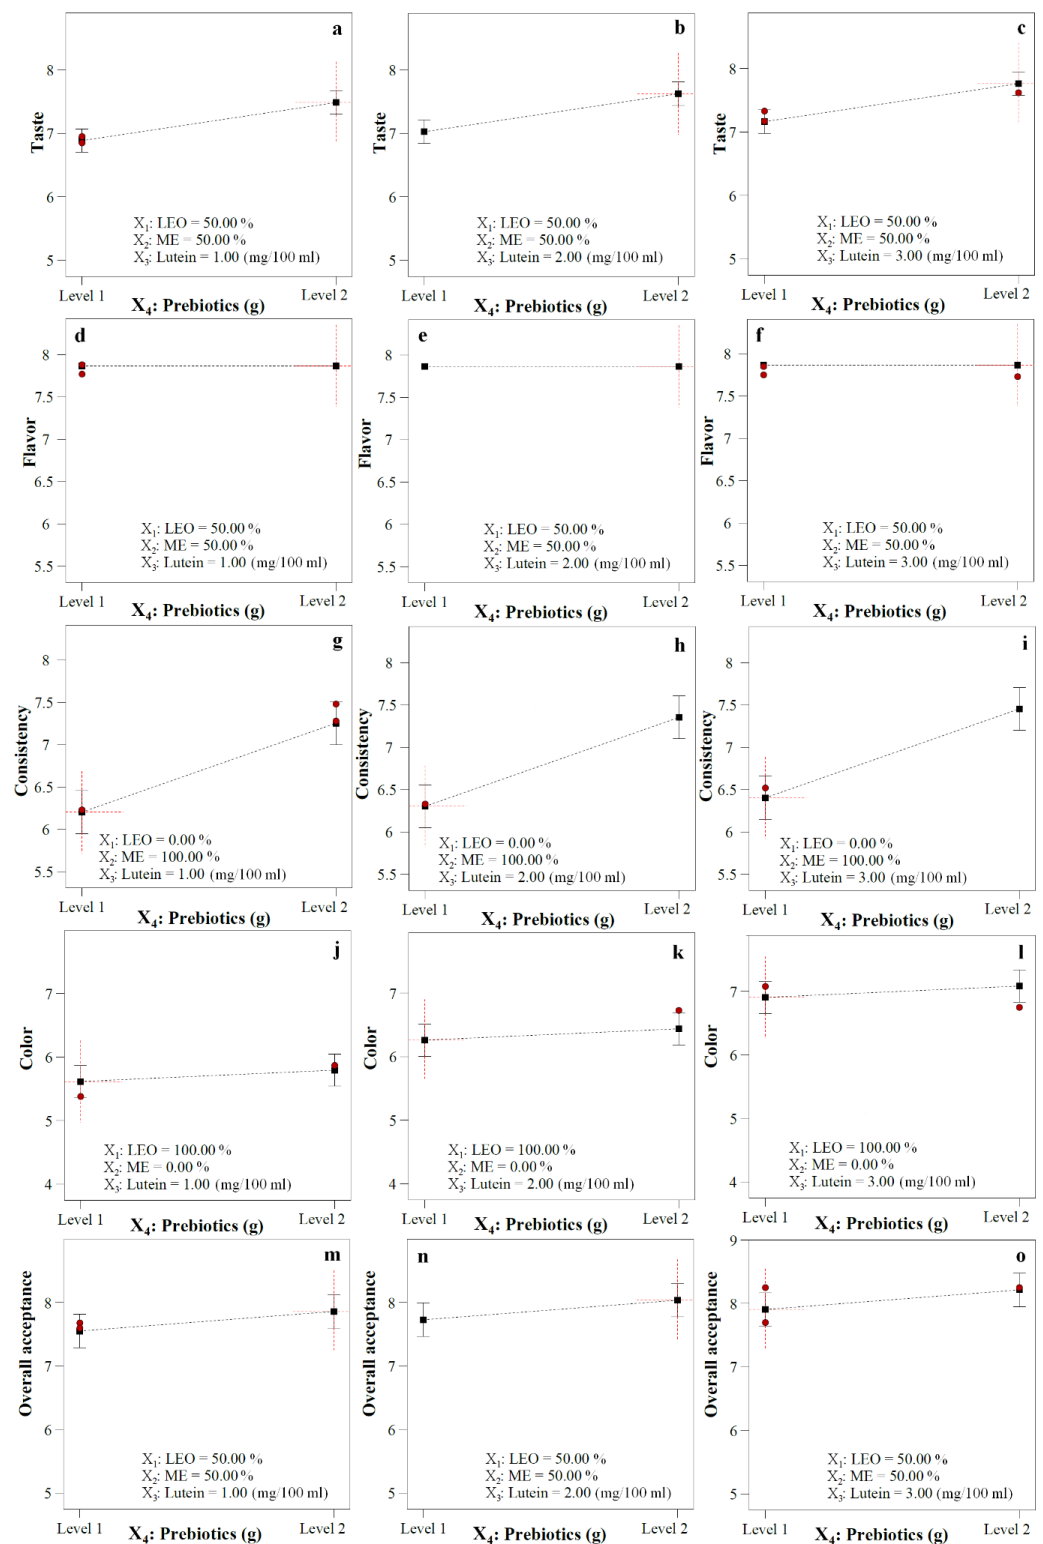 a
8
7
6
5
Taste
X1: LEO = 50.00 %
X2: ME = 50.00 %
X3: Lutein = 1.00 (mg/100 ml)
Level 1
Level 2
X4: Prebiotics (g)
b
8
7
6
5
Taste
X1: LEO = 50.00 %
X2: ME = 50.00 %
X3: Lutein = 2.00 (mg/100 ml)
Level 1
Level 2
X4: Prebiotics (g)
c
8
7
6
5
Taste
X1: LEO = 50.00 %
X2: ME = 50.00 %
X3: Lutein = 3.00 (mg/100 ml)
Level 1
Level 2
X4: Prebiotics (g)
d
8
7.5
7
6.5
6
5.5
Flavor
X1: LEO = 50.00 %
X2: ME = 50.00 %
X3: Lutein = 1.00 (mg/100 ml)
Level 1
Level 2
X4: Prebiotics (g)
e
8
7.5
7
6.5
6
5.5
Flavor
X1: LEO = 50.00 %
X2: ME = 50.00 %
X3: Lutein = 2.00 (mg/100 ml)
Level 1
Level 2
X4: Prebiotics (g)
f
8
7.5
7
6.5
6
5.5
Flavor
X1: LEO = 50.00 %
X2: ME = 50.00 %
X3: Lutein = 3.00 (mg/100 ml)
Level 1
Level 2
X4: Prebiotics (g)
g
8
7.5
7
6.5
6
5.5
Consistency
X1: LEO = 0.00 %
X2: ME = 100.00 %
X3: Lutein = 1.00 (mg/100 ml)
Level 1
Level 2
X4: Prebiotics (g)
h
8
7.5
7
6.5
6
5.5
Consistency
X1: LEO = 0.00 %
X2: ME = 100.00 %
X3: Lutein = 2.00 (mg/100 ml)
Level 1
Level 2
X4: Prebiotics (g)
i
8
7.5
7
6.5
6
5.5
Consistency
X1: LEO = 0.00 %
X2: ME = 100.00 %
X3: Lutein = 3.00 (mg/100 ml)
Level 1
Level 2
X4: Prebiotics (g)
j
7
6
5
4
Color
X1: LEO = 100.00 %
X2: ME = 0.00 %
X3: Lutein = 1.00 (mg/100 ml)
Level 1
Level 2
X4: Prebiotics (g)
k
7
6
5
4
Color
X1: LEO = 100.00 %
X2: ME = 0.00 %
X3: Lutein = 2.00 (mg/100 ml)
Level 1
Level 2
X4: Prebiotics (g)
l
7
6
5
4
Color
X1: LEO = 100.00 %
X2: ME = 0.00 %
X3: Lutein = 3.00 (mg/100 ml)
Level 1
Level 2
X4: Prebiotics (g)
m
8
7
6
5
Overall acceptance
X1: LEO = 50.00 %
X2: ME = 50.00 %
X3: Lutein = 1.00 (mg/100 ml)
Level 1
Level 2
X4: Prebiotics (g)
n
8
7
6
5
Overall acceptance
X1: LEO = 50.00 %
X2: ME = 50.00 %
X3: Lutein = 2.00 (mg/100 ml)
Level 1
Level 2
X4: Prebiotics (g)
o
9
8
7
6
5
Overall acceptance
X1: LEO = 50.00 %
X2: ME = 50.00 %
X3: Lutein = 3.00 (mg/100 ml)
Level 1
Level 2
X4: Prebiotics (g)